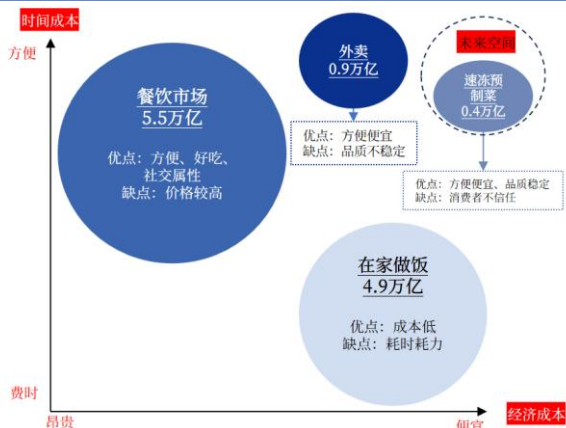 时间成本
方便
餐饮市场
5.5万亿
优点：方便、好吃、
社交属性
缺点：价格较高
外卖
0.9万亿
优点：方便便宜
缺点：品质不稳定
未来空间
速冻预
制菜
0.4万亿
优点：方便便宜、品质稳定
缺点：消费者不信任
在家做饭
4.9万亿
优点：成本低
缺点：耗时耗力
费时
昂贵
便宜
经济成本